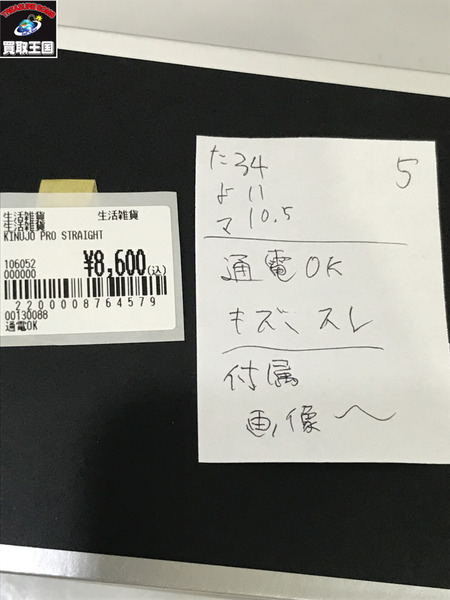 TREASURE KING
買取王国
生活雑貨 生活雑貨
生活雑貨
KINUJO PRO STRAIGHT
106052
000000
¥8,600(込)
2200008764579
00130088
通電OK
た34
よ11
マ10.5
5
通電OK
キズ、スレ
付属
画像へ